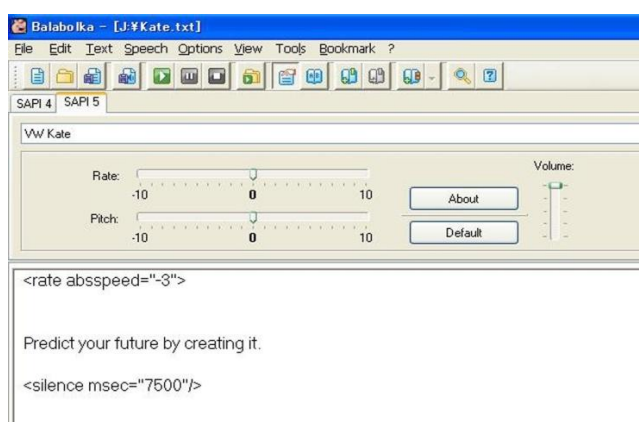 Balabolka - [J:¥Kate.txt]
File Edit Text Speech Options View Tools Bookmark ?
SAPI 4 SAPI 5
VW Kate
Rate:
-10 0 10
Pitch:
-10 0 10
About
Default
Volume:
<rate absspeed="-3">
Predict your future by creating it.
<silence msec="7500"/>